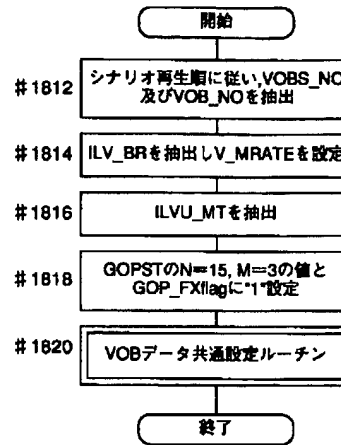 開始
#1812
シナリオ再生順に従い,VOBS_NO
及びVOB_NOを抽出
#1814
ILV_BRを抽出しV_MRATEを設定
#1816
ILVU_MTを抽出
#1818
GOPSTのN=15, M=3の値と
GOP_FXflagに"1"設定
#1820
VOBデータ共通設定ルーチン
終了